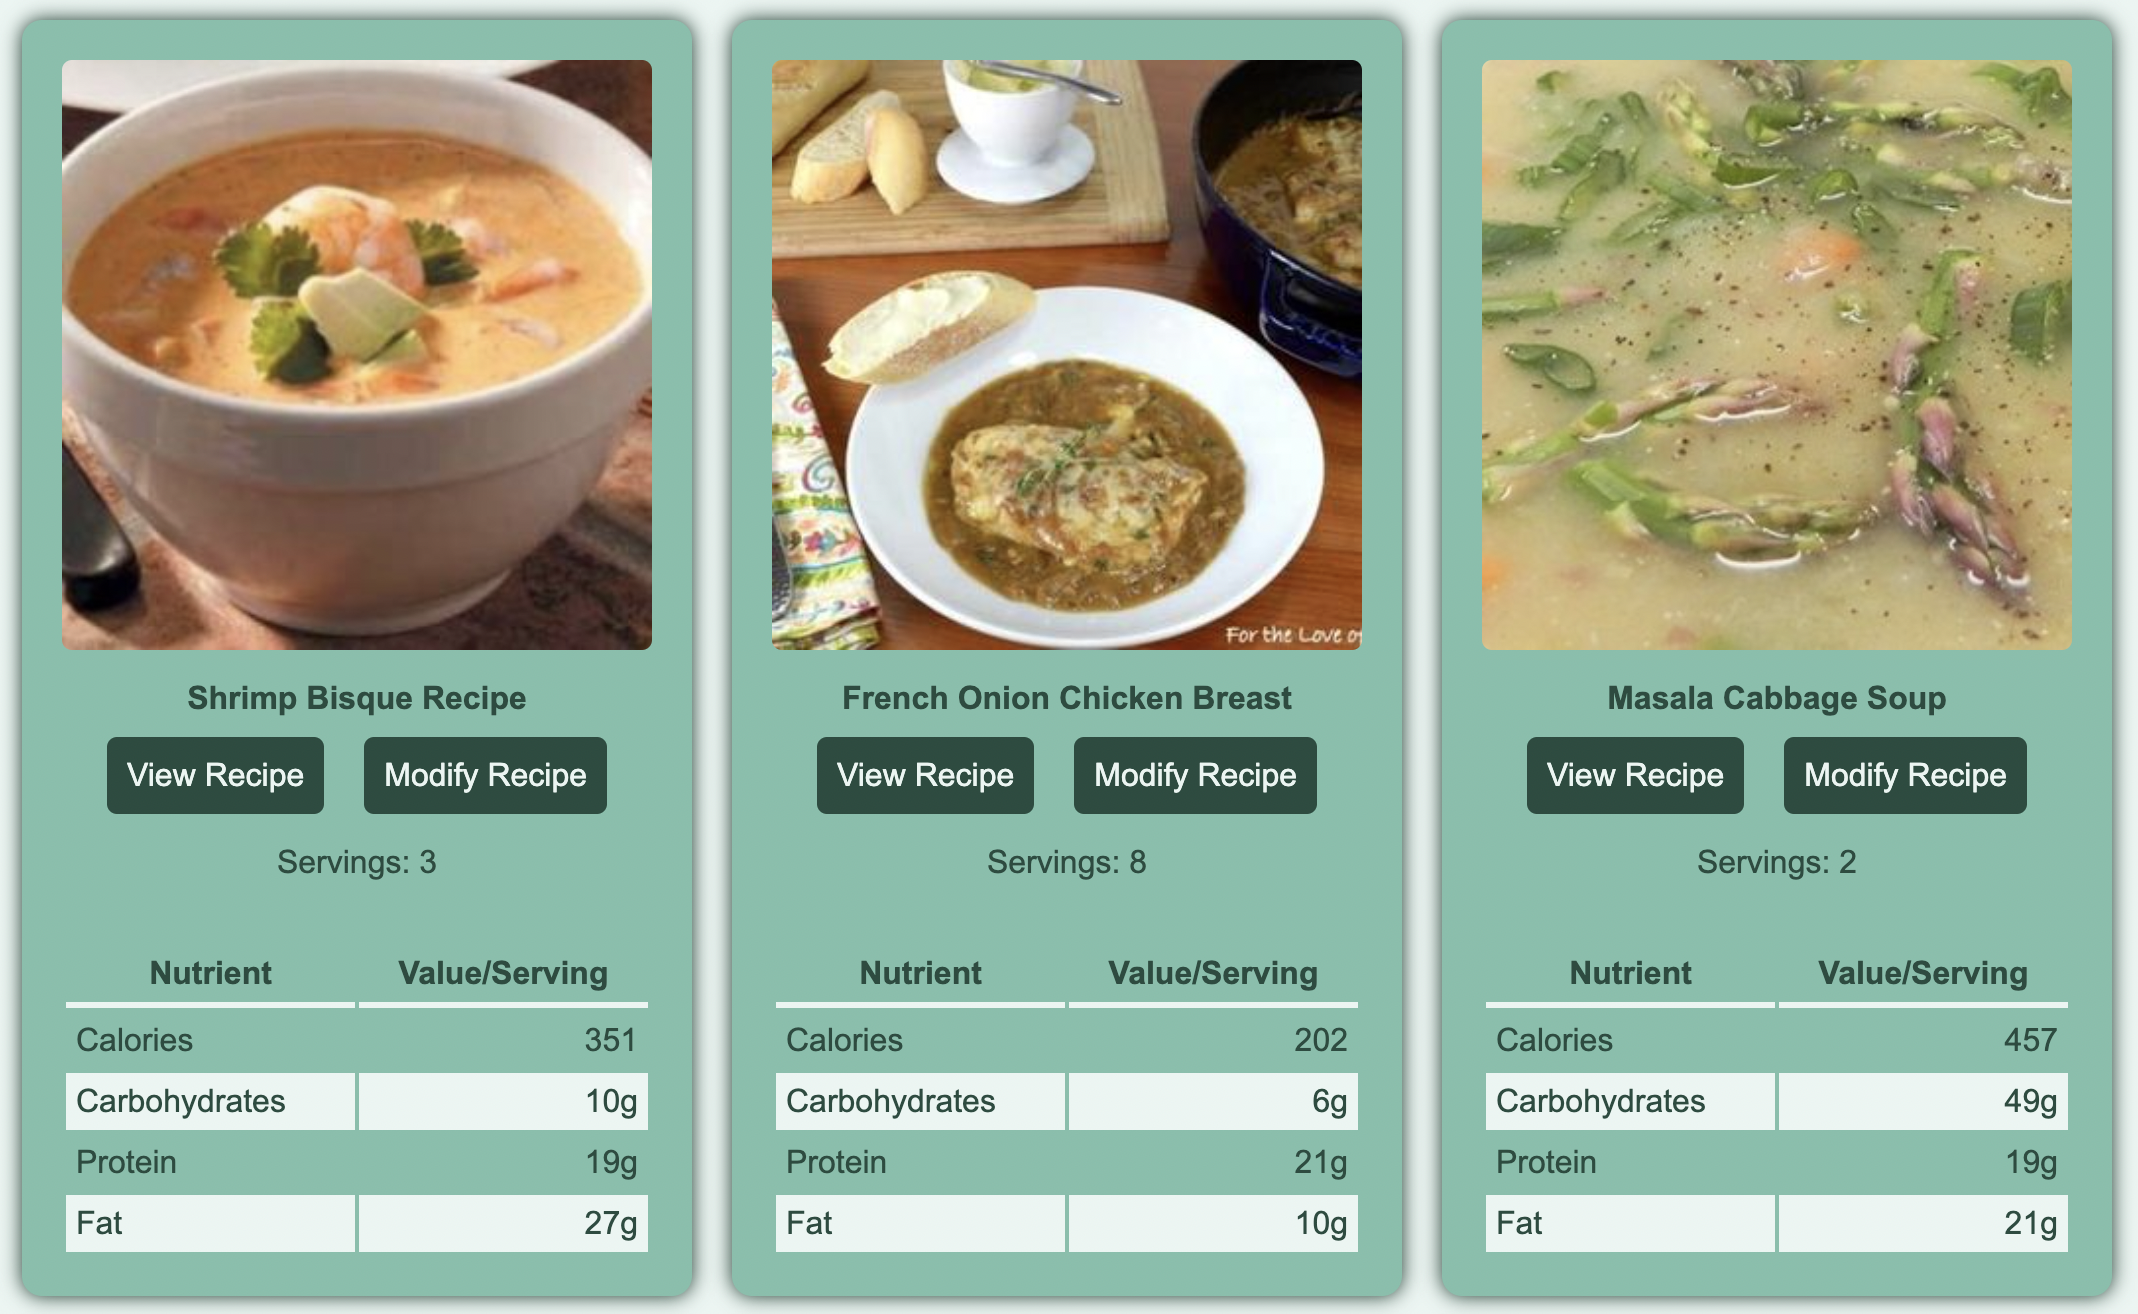 For the Love of
Shrimp Bisque Recipe
View Recipe
Modify Recipe
Servings: 3
Nutrient Value/Serving
Calories 351
Carbohydrates 10g
Protein 19g
Fat 27g
French Onion Chicken Breast
View Recipe
Modify Recipe
Servings: 8
Nutrient Value/Serving
Calories 202
Carbohydrates 6g
Protein 21g
Fat 10g
Masala Cabbage Soup
View Recipe
Modify Recipe
Servings: 2
Nutrient Value/Serving
Calories 457
Carbohydrates 49g
Protein 19g
Fat 21g